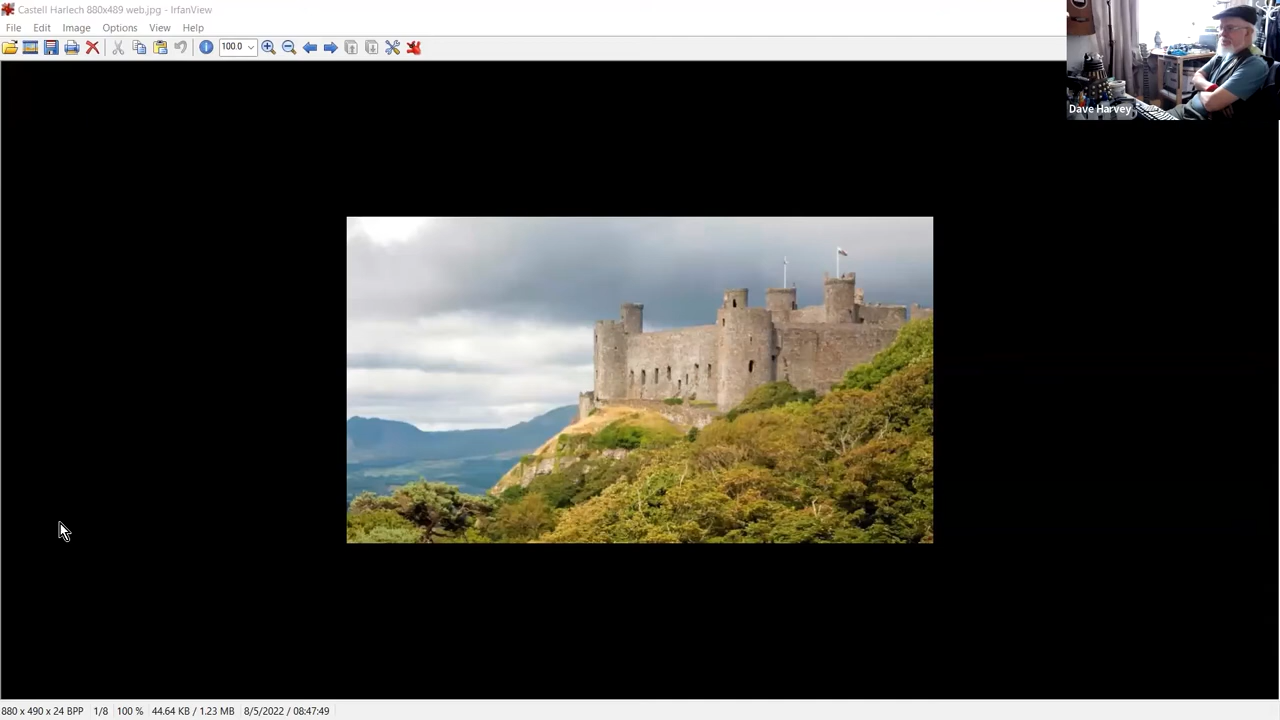 Castell Harlech 880x489 web.jpg - IrfanView
File Edit Image Options View Help
100.0
Dave Harvey
880 x 490 x 24 BPP 1/8 100 % 44.64 KB / 1.23 MB 8/5/2022 / 08:47:49